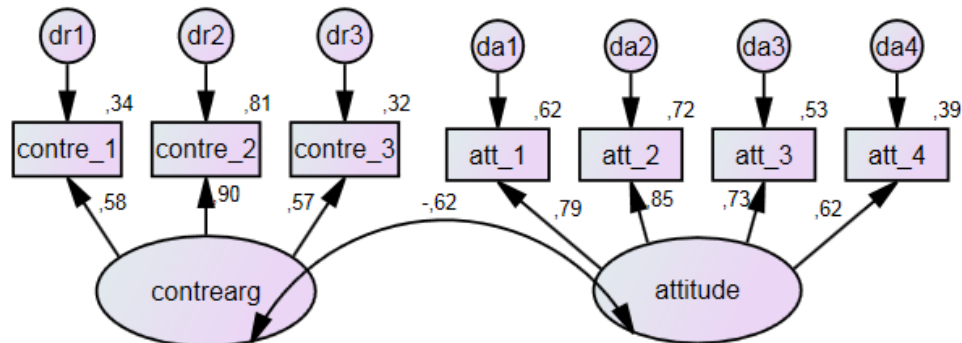 dr1 dr2 dr3 da1 da2 da3 da4
,34 ,81 ,32 ,62 ,72 ,53 ,39
contre_1 contre_2 contre_3 att_1 att_2 att_3 att_4
,58 ,90 ,57 -,62 ,79 ,85 ,73 ,62
contrearg attitude